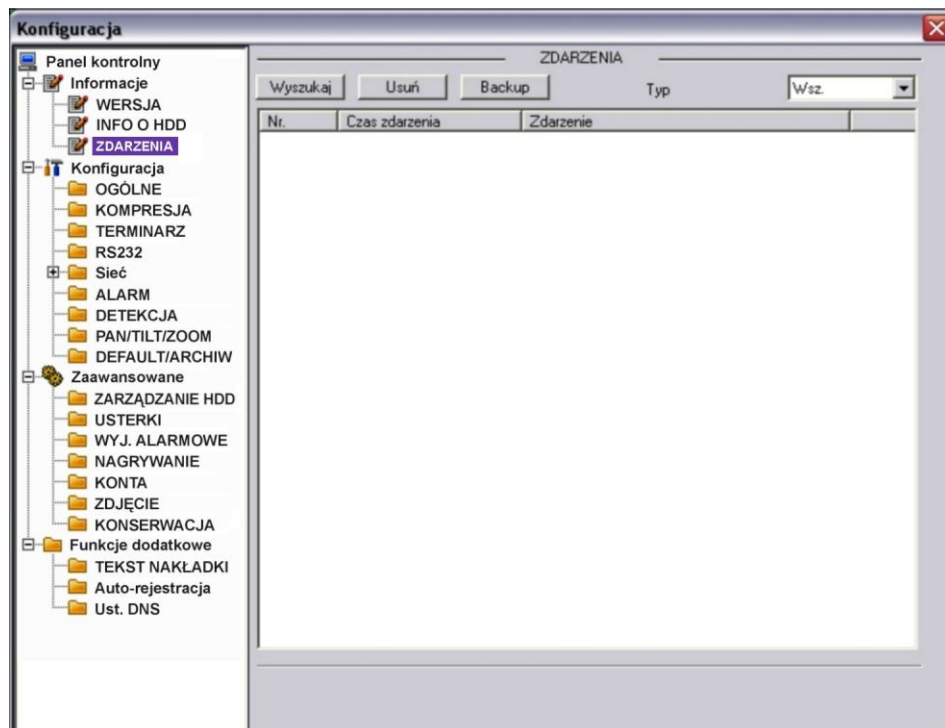 Konfiguracja
Panel kontrolny
Informacje
WERSJA
INFO O HDD
ZDARZENIA
Konfiguracja
OGÓLNE
KOMPRESJA
TERMINARZ
RS232
Sieć
ALARM
DETEKCJA
PAN/TILT/ZOOM
DEFAULT/ARCHIW
Zaawansowane
ZARZĄDZANIE HDD
USTERKI
WYJ. ALARMOWE
NAGRYWANIE
KONTA
ZDJĘCIE
KONSERWACJA
Funkcje dodatkowe
TEKST NAKŁADKI
Auto-rejestracja
Ust. DNS
ZDARZENIA
Wyszukaj Usuń Backup Typ Wsz.
Nr. Czas zdarzenia Zdarzenie